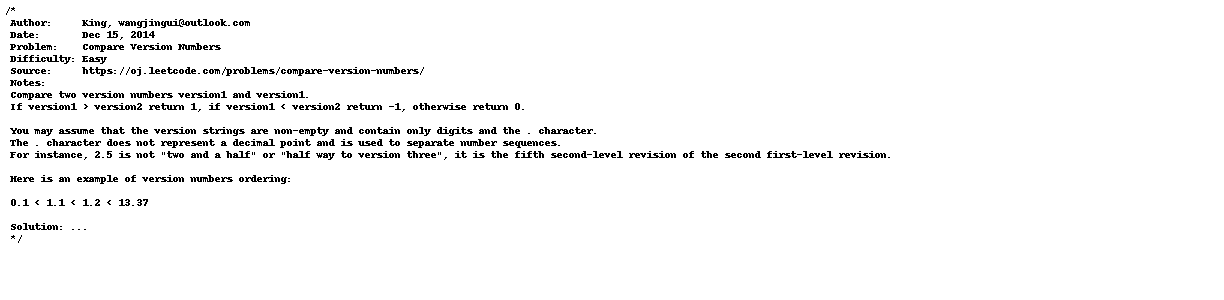 /*
Author: King, wangjingui@outlook.com
Date: Dec 15, 2014
Problem: Compare Version Numbers
Difficulty: Easy
Source: https://oj.leetcode.com/problems/compare-version-numbers/
Notes:
Compare two version numbers version1 and version1.
If version1 > version2 return 1, if version1 < version2 return -1, otherwise return 0.
You may assume that the version strings are non-empty and contain only digits and the . character.
The . character does not represent a decimal point and is used to separate number sequences.
For instance, 2.5 is not "two and a half" or "half way to version three", it is the fifth second-level revision of the second first-level revision.
Here is an example of version numbers ordering:
0.1 < 1.1 < 1.2 < 13.37
Solution: ...
*/